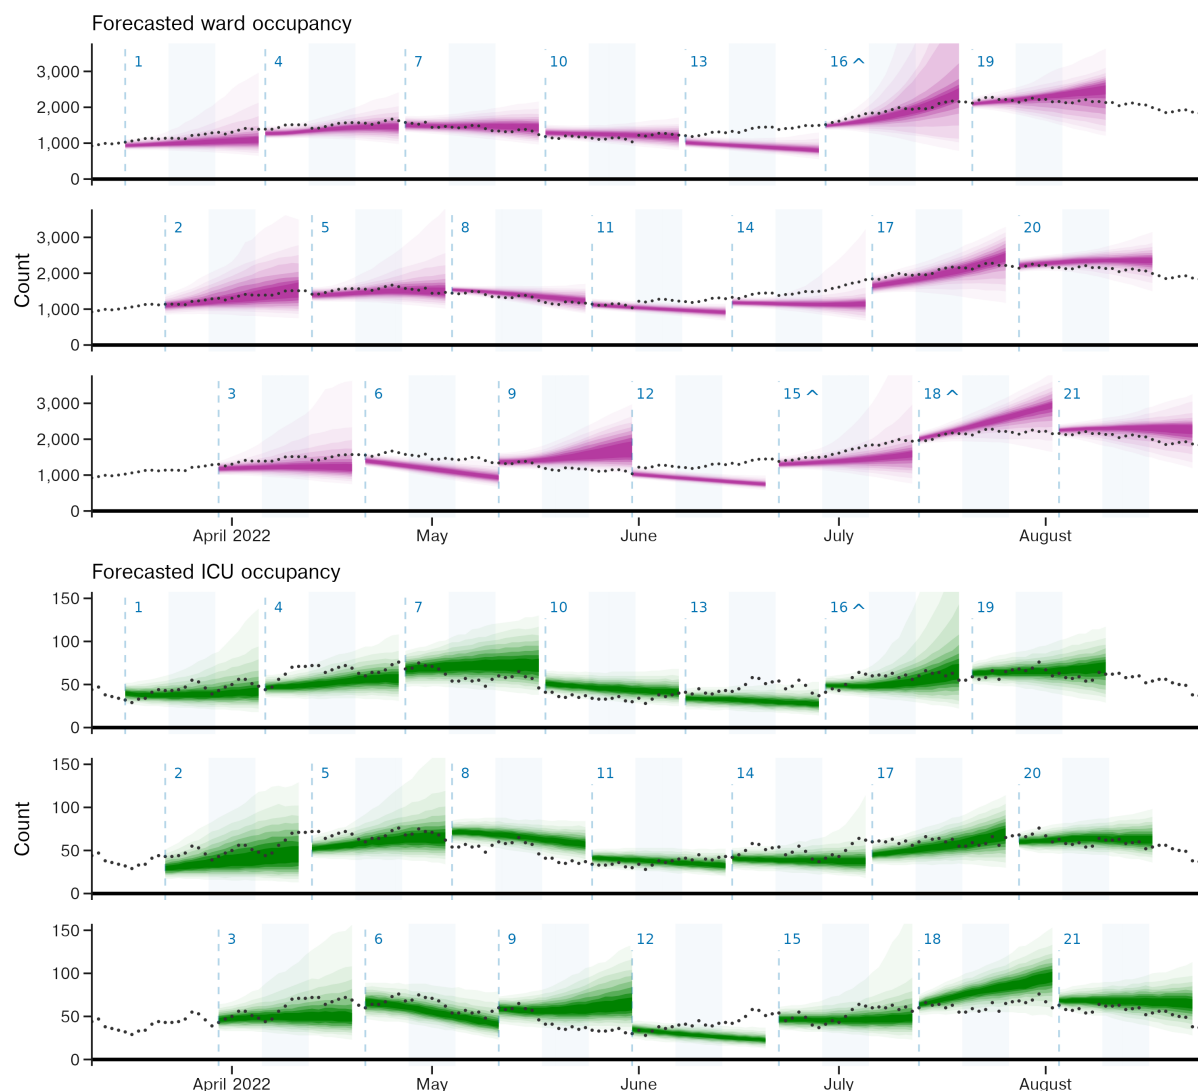 Forecasted ward occupancy
1 4 7 10 13 16 ^ 19
3,000
2,000
1,000
0
2 5 8 11 14 17 20
3,000
2,000
1,000
0
Count
3 6 9 12 15 ^ 18 ^ 21
3,000
2,000
1,000
0
April 2022 May June July August
Forecasted ICU occupancy
150
1 4 7 10 13 16 ^ 19
100
50
0
150
2 5 8 11 14 17 20
100
50
0
Count
150
3 6 9 12 15 18 21
100
50
0
April 2022 May June July August